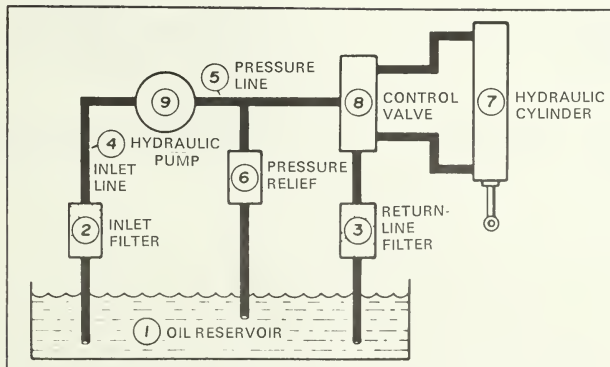 5 PRESSURE
LINE
9
HYDRAULIC
PUMP
4
INLET
LINE
2 INLET
FILTER
6 PRESSURE
RELIEF
8 CONTROL
VALVE
7 HYDRAULIC
CYLINDER
3 RETURN-
LINE
FILTER
1 OIL RESERVOIR